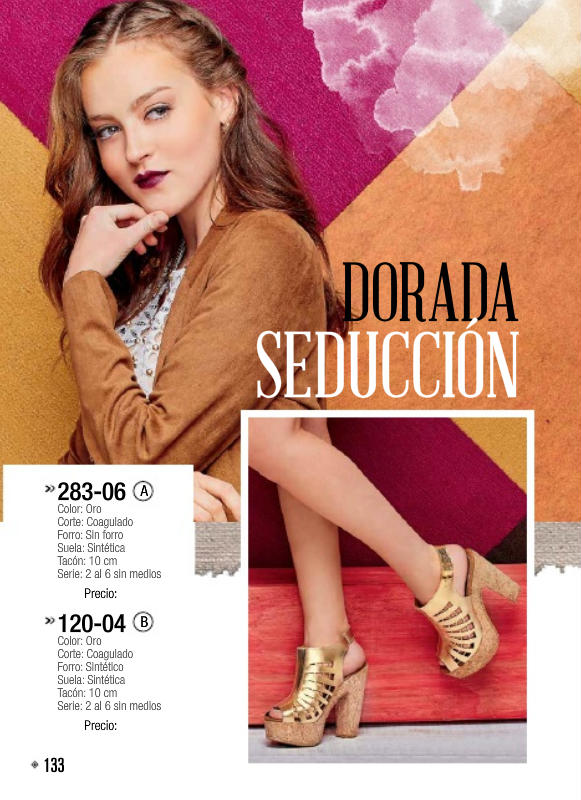 DORADA
SEDUCCIÓN
283-06 A
Color: Oro
Corte: Coagulado
Forro: Sin forro
Suela: Sintética
Tacón: 10 cm
Serie: 2 al 6 sin medios
Precio:
120-04 B
Color: Oro
Corte: Coagulado
Forro: Sintético
Suela: Sintética
Tacón: 10 cm
Serie: 2 al 6 sin medios
Precio:
133